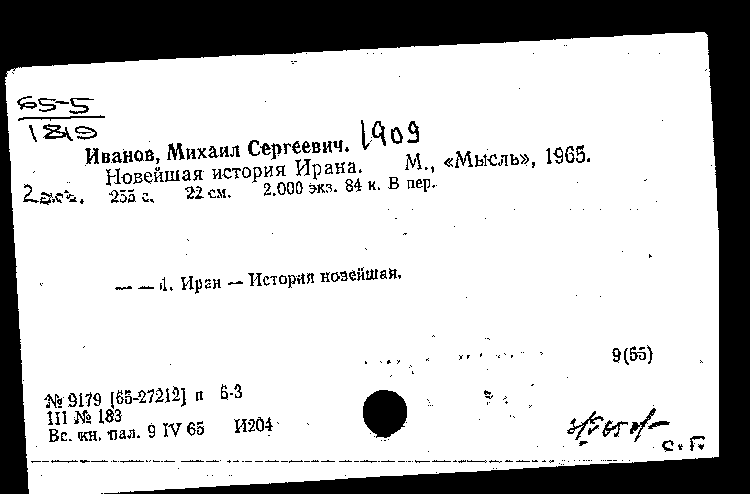 65-5
1819
Иванов, Михаил Сергеевич. 1909
Новейшая история Ирана. М., «Мысль», 1965.
2 экз. 255 с. 22 см. 2.000 экз. 84 к. В пер.
— — 1. Иран — История новейшая.
9(55)
№ 9179 [65-27212] п 6-3
III № 183
Вс. кн. пал. 9 IV 65 И204
С. Г.